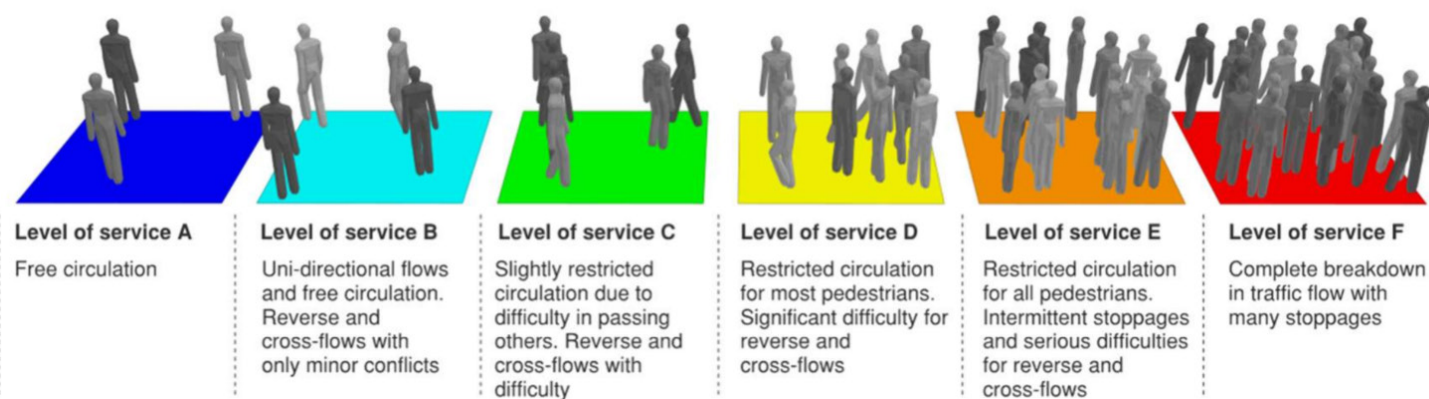 Level of service A
Free circulation
Level of service B
Uni-directional flows
and free circulation.
Reverse and
cross-flows with
only minor conflicts
Level of service C
Slightly restricted
circulation due to
difficulty in passing
others. Reverse and
cross-flows with
difficulty
Level of service D
Restricted circulation
for most pedestrians.
Significant difficulty for
reverse and
cross-flows
Level of service E
Restricted circulation
for all pedestrians.
Intermittent stoppages
and serious difficulties
for reverse and
cross-flows
Level of service F
Complete breakdown
in traffic flow with
many stoppages